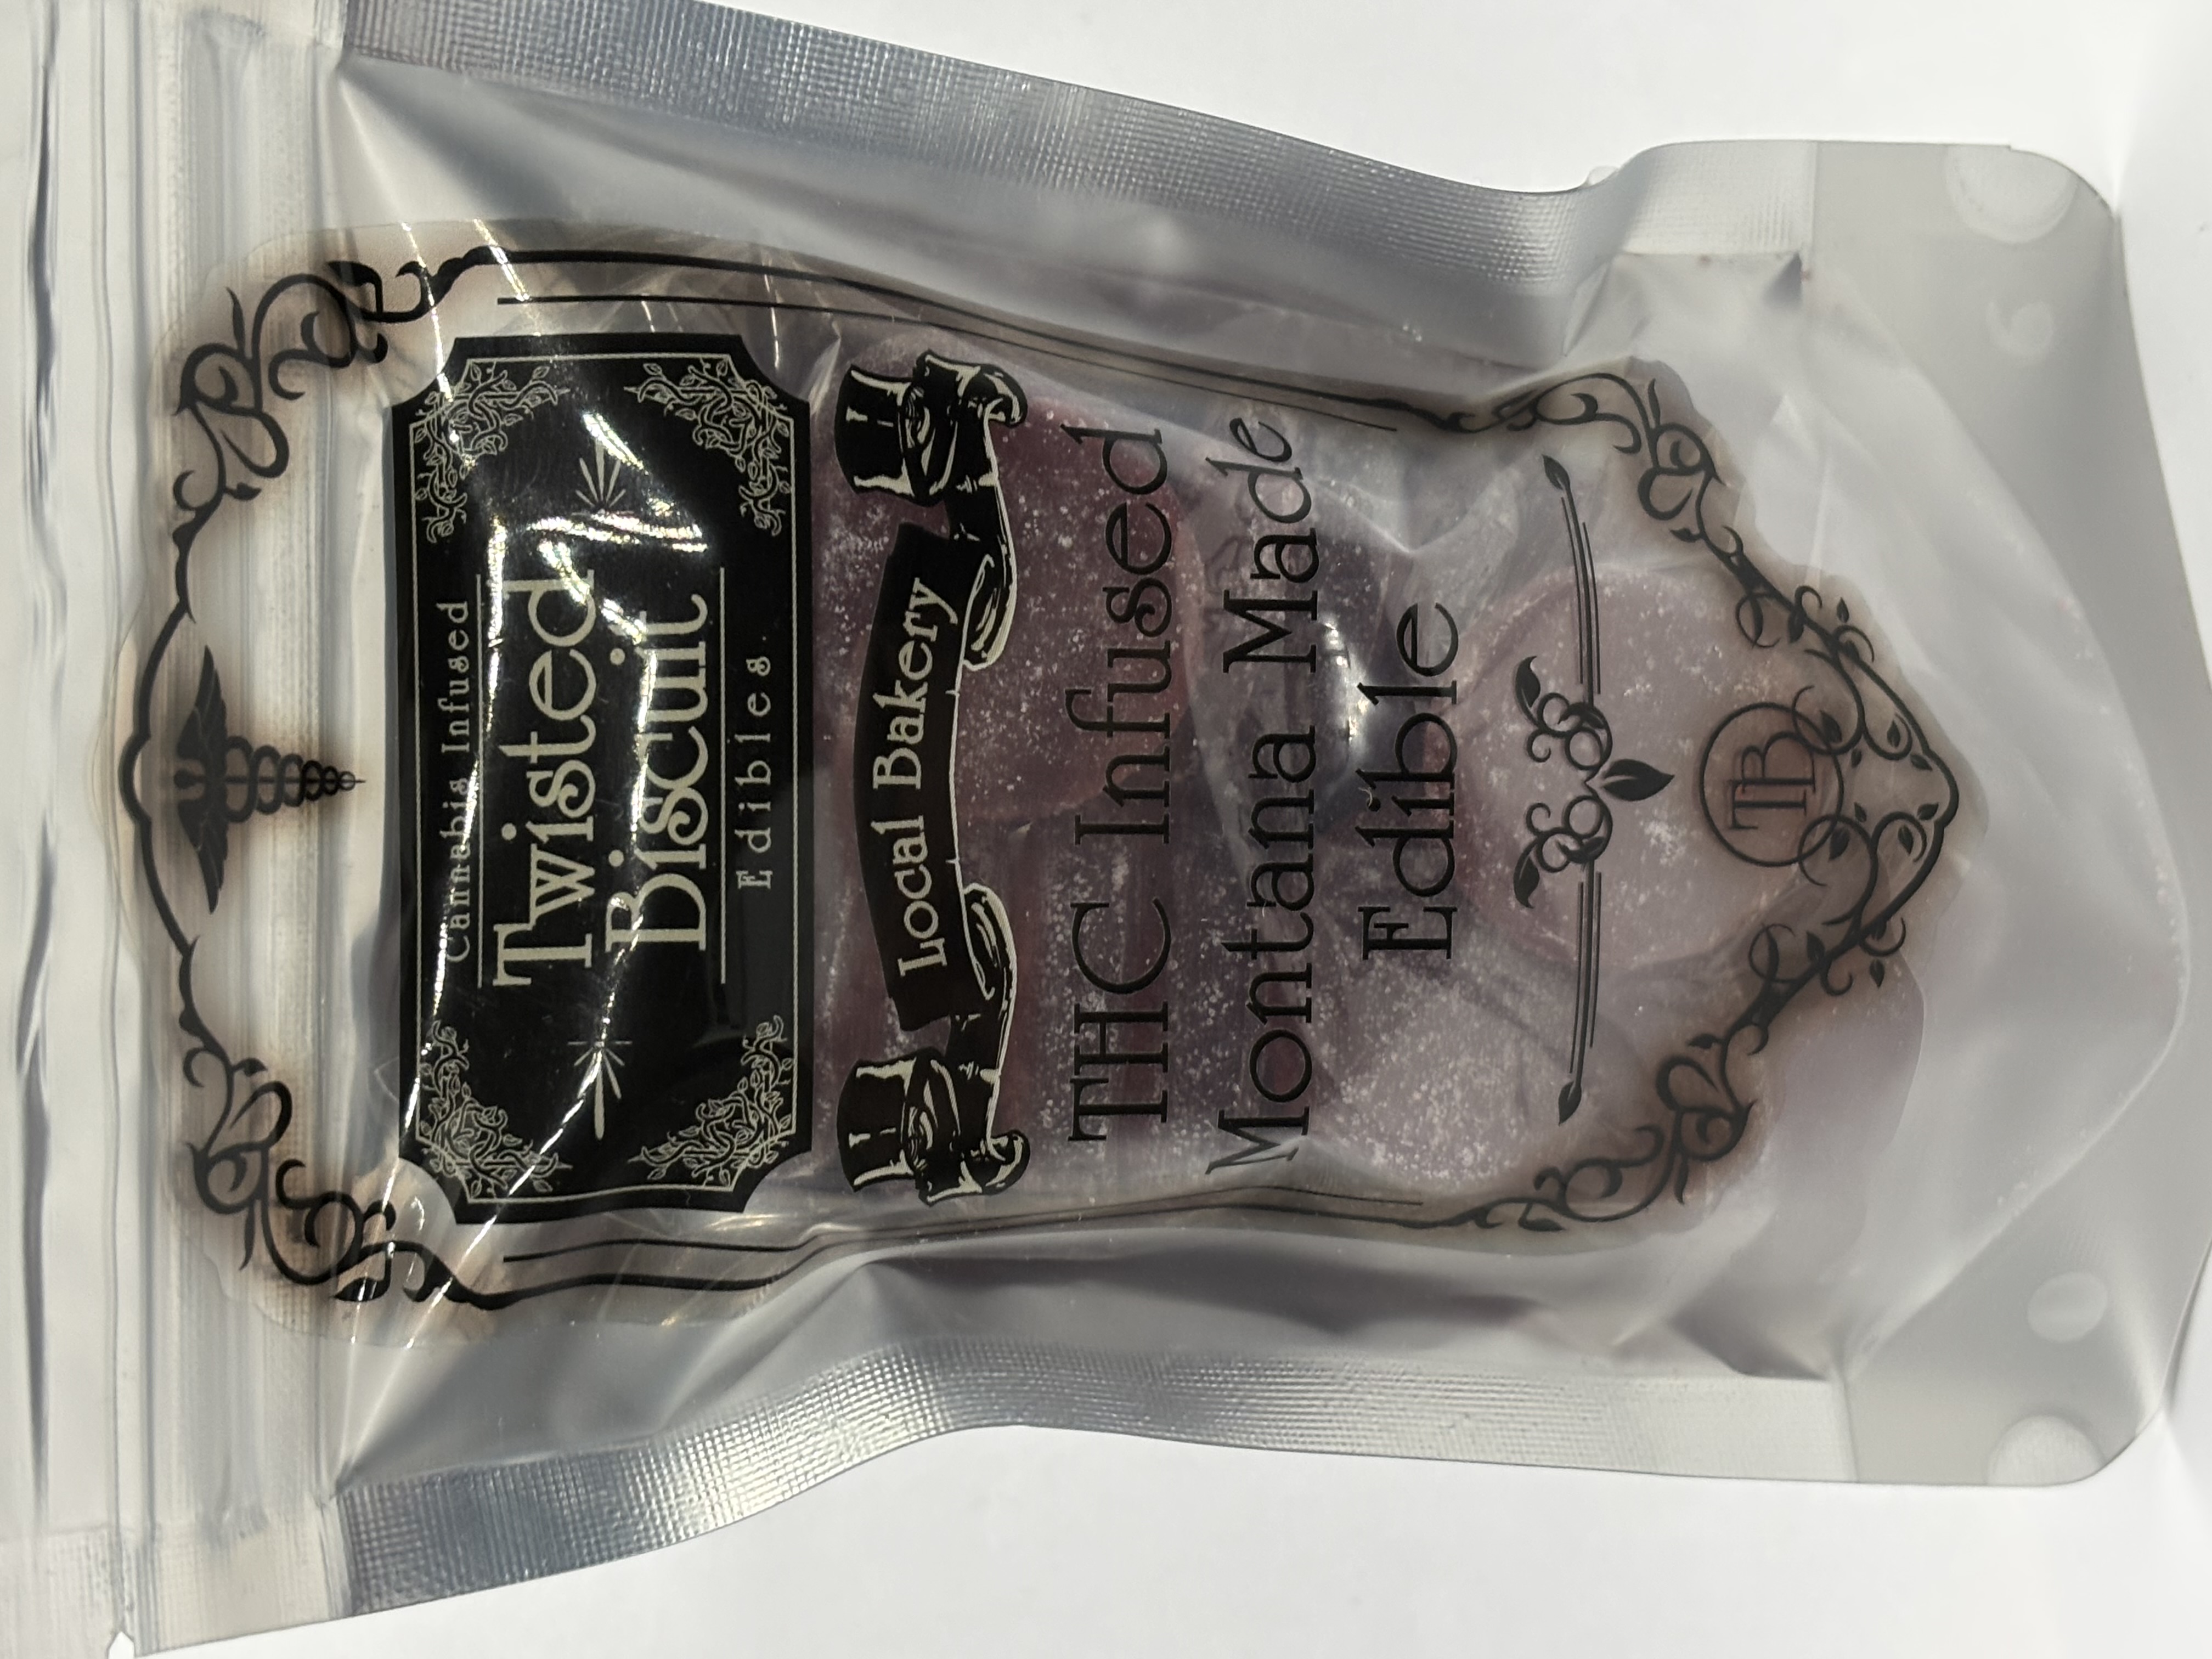 Cannabis Infused
Twisted
Biscuit
Edibles.
Local Bakery
THC Infused
Montana Made
Edible
TB